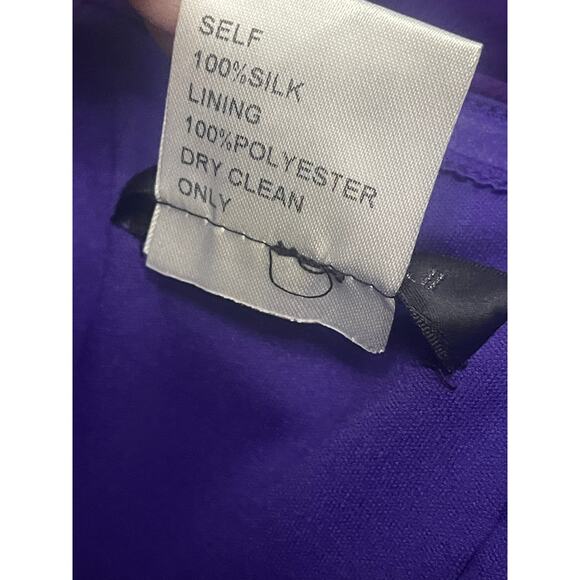 SELF
100%SILK
LINING
100%POLYESTER
DRY CLEAN
ONLY